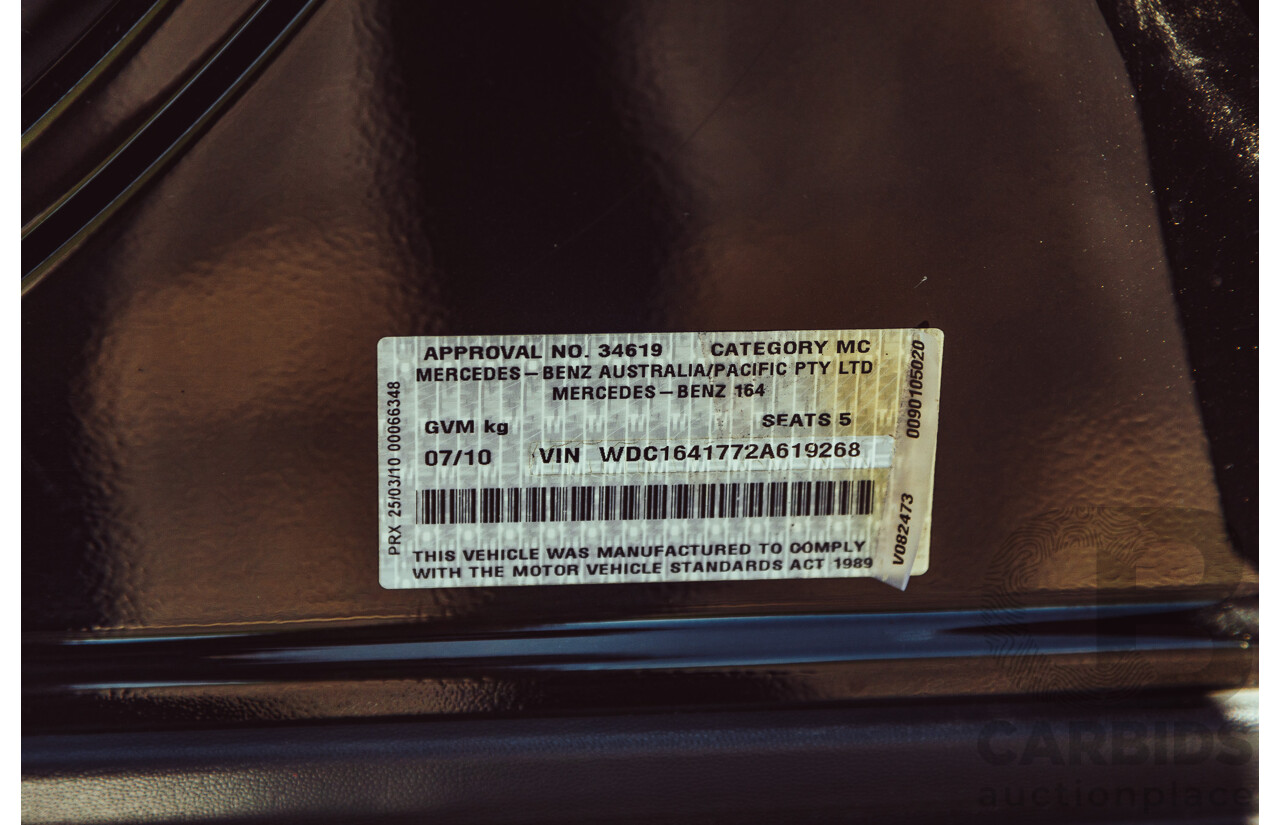 APPROVAL NO. 34619 CATEGORY MC
MERCEDES-BENZ AUSTRALIA/PACIFIC PTY LTD
MERCEDES-BENZ 164
GVM kg SEATS 5
07/10 VIN WDC1641772A619268
THIS VEHICLE WAS MANUFACTURED TO COMPLY
WITH THE MOTOR VEHICLE STANDARDS ACT 1989
PRX 25/03/10 00066348
0090105020
V082473
CARBIDS
auctionplace